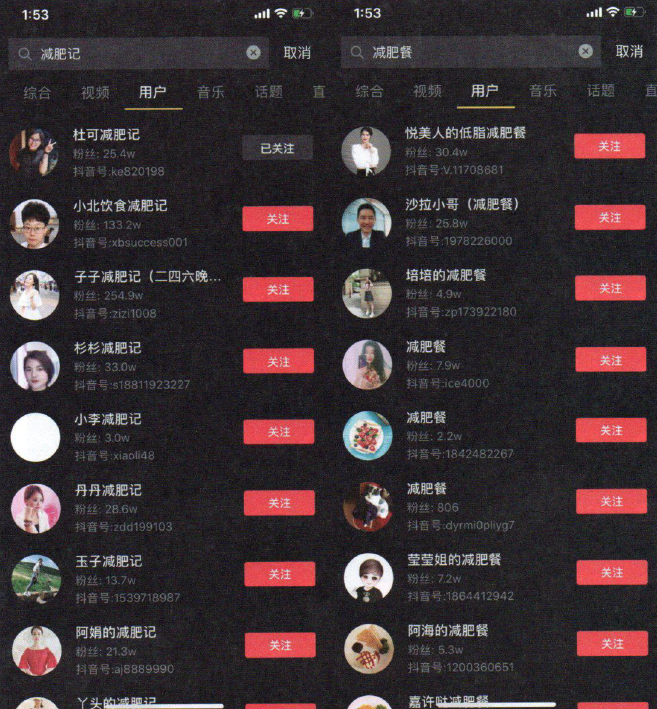 1:53
减肥记
取消
综合 视频 用户 音乐 话题 直
杜可减肥记
粉丝: 25.4w
抖音号:ke820198
已关注
小北饮食减肥记
粉丝: 133.2w
抖音号:xbsuccess001
关注
子子减肥记（二四六晚...
粉丝: 254.9w
抖音号:zizi1008
关注
杉杉减肥记
粉丝: 33.0w
抖音号:s18811923227
关注
小李减肥记
粉丝: 3.0w
抖音号:xiaoli48
关注
丹丹减肥记
粉丝: 28.6w
抖音号:zdd199103
关注
玉子减肥记
粉丝: 13.7w
抖音号:1539718987
关注
阿娟的减肥记
粉丝: 21.3w
抖音号:aj8889990
关注
丫头的减肥记
1:53
减肥餐
取消
综合 视频 用户 音乐 话题 直
悦美人的低脂减肥餐
粉丝: 30.4w
抖音号:V.11708681
关注
沙拉小哥（减肥餐）
粉丝: 25.8w
抖音号:1978226000
关注
培培的减肥餐
粉丝: 4.9w
抖音号:zp173922180
关注
减肥餐
粉丝: 7.9w
抖音号:ice4000
关注
减肥餐
粉丝: 2.2w
抖音号:1842482267
关注
减肥餐
粉丝: 806
抖音号:dyrmi0pliyg7
关注
莹莹姐的减肥餐
粉丝: 7.2w
抖音号:1864412942
关注
阿海的减肥餐
粉丝: 5.3w
抖音号:1200360651
关注
嘉许哒减肥餐